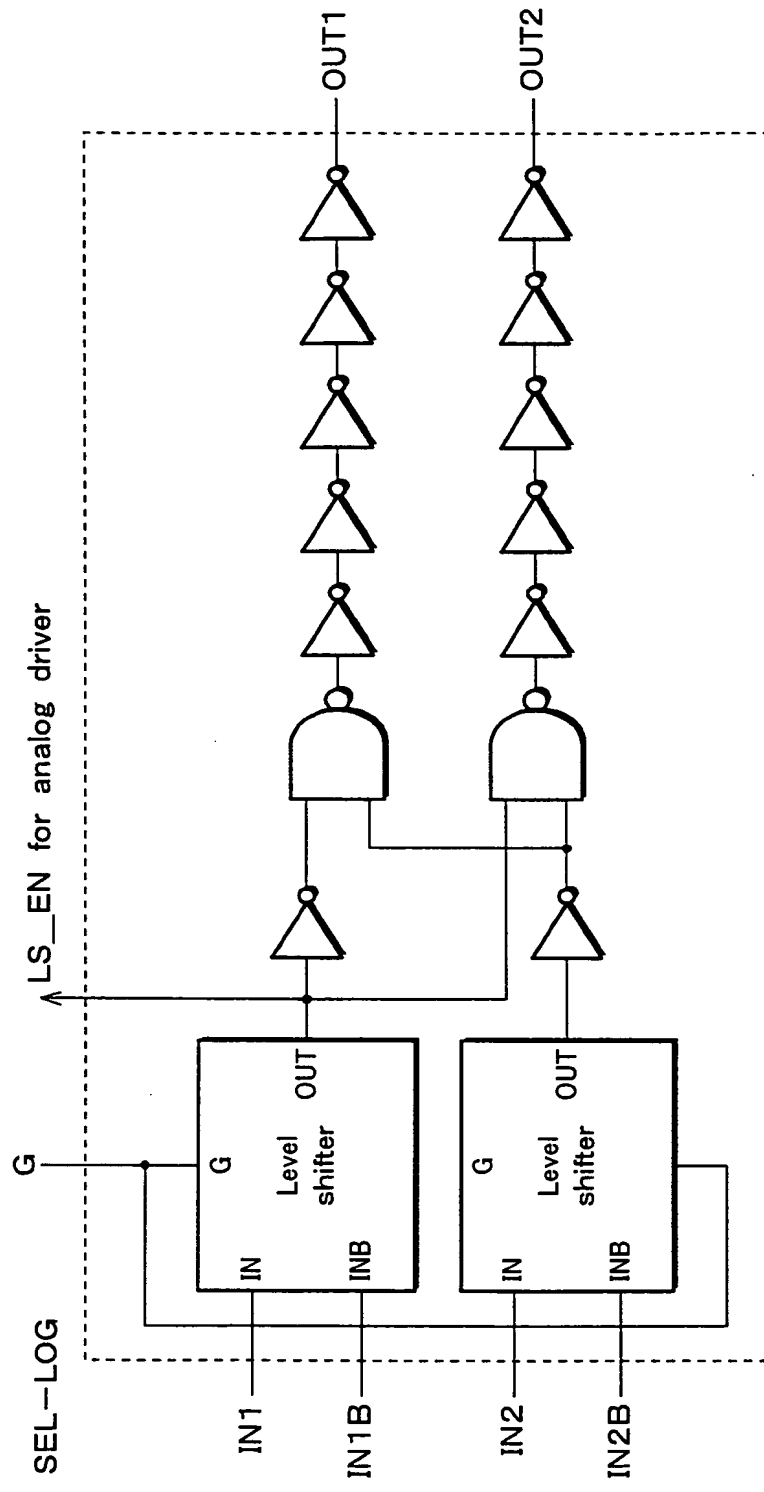 SEL-LOG
G
LS_EN for analog driver
IN1
IN1B
IN
INB
G
Level
shifter
OUT
OUT1
IN2
IN2B
IN
INB
G
Level
shifter
OUT
OUT2